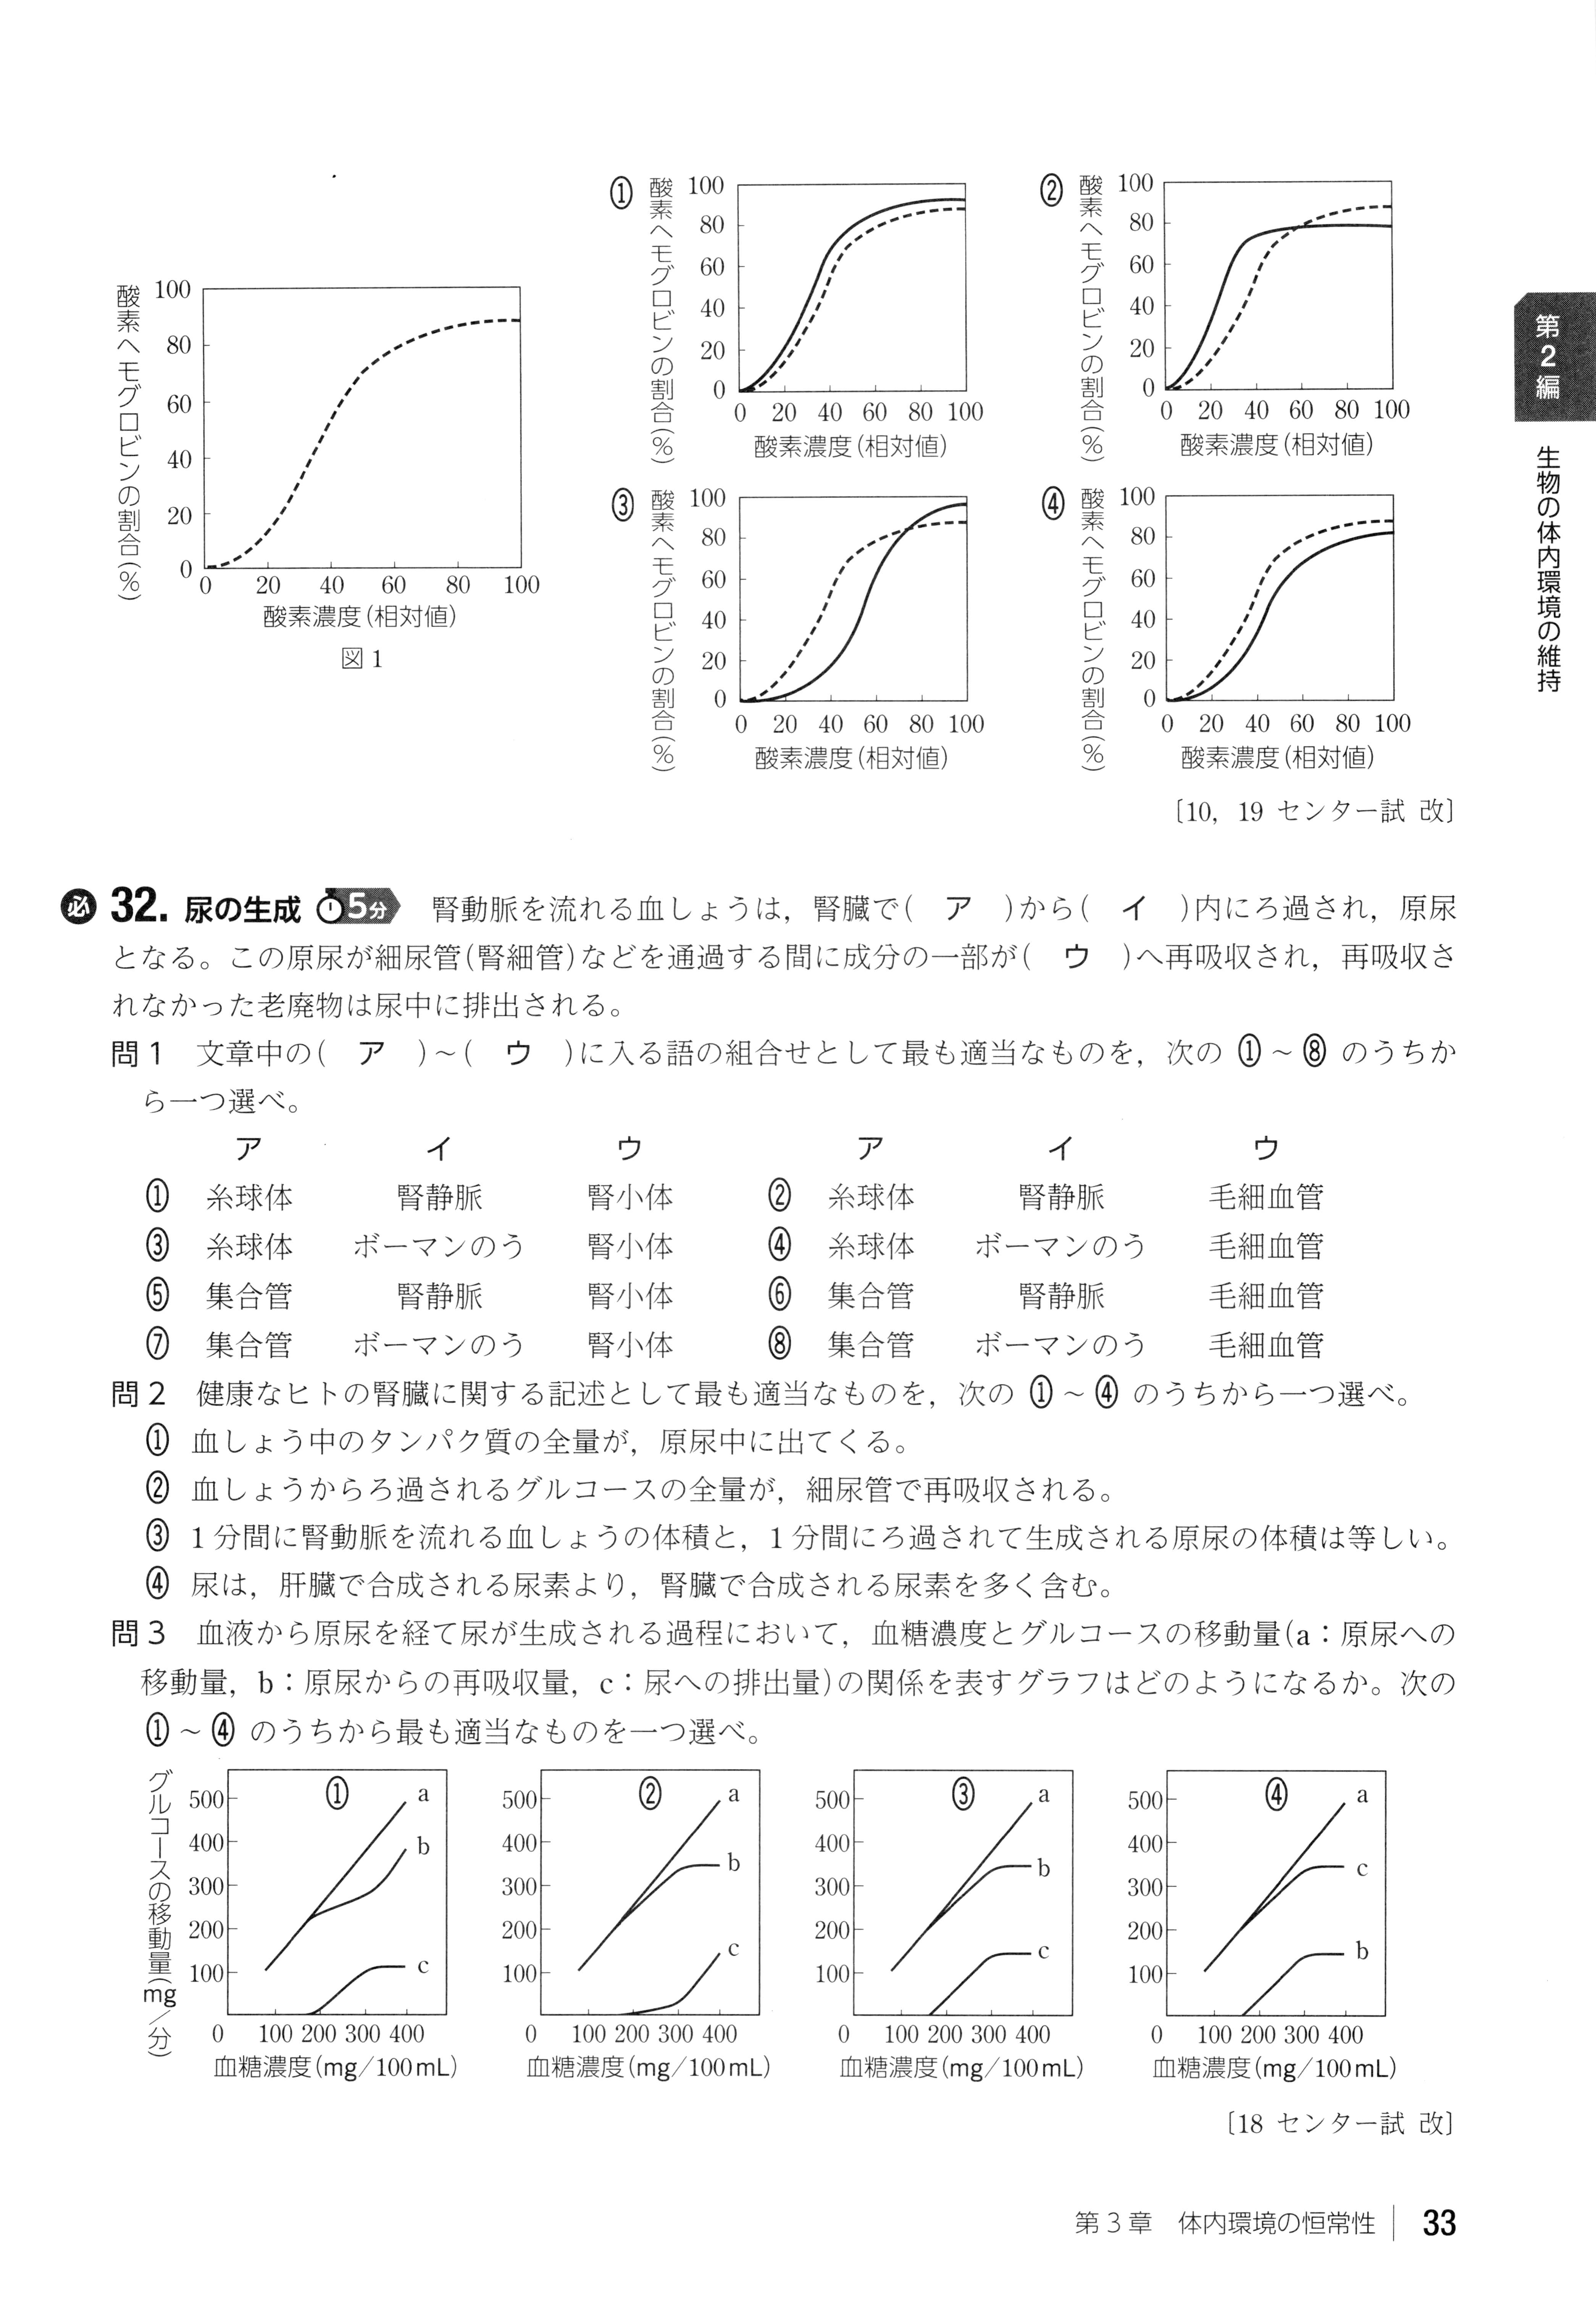 酸素ヘモグロビンの割合(%)
100
80
60
40
20
0
0 20 40 60 80 100
酸素濃度(相対値)
図1
①
酸素ヘモグロビンの割合(%)
100
80
60
40
20
0
0 20 40 60 80 100
酸素濃度(相対値)
②
酸素ヘモグロビンの割合(%)
100
80
60
40
20
0
0 20 40 60 80 100
酸素濃度(相対値)
③
酸素ヘモグロビンの割合(%)
100
80
60
40
20
0
0 20 40 60 80 100
酸素濃度(相対値)
④
酸素ヘモグロビンの割合(%)
100
80
60
40
20
0
0 20 40 60 80 100
酸素濃度(相対値)
〔10，19 センター試 改〕
第2編
生物の体内環境の維持
必 32. 尿の生成 5分 腎動脈を流れる血しょうは，腎臓で( ア )から( イ )内にろ過され，原尿
となる。この原尿が細尿管(腎細管)などを通過する間に成分の一部が( ウ )へ再吸収され，再吸収さ
れなかった老廃物は尿中に排出される。
問1 文章中の( ア )～( ウ )に入る語の組合せとして最も適当なものを，次の ①～⑧ のうちか
ら一つ選べ。
ア イ ウ ア イ ウ
① 糸球体 腎静脈 腎小体 ② 糸球体 腎静脈 毛細血管
③ 糸球体 ボーマンのう 腎小体 ④ 糸球体 ボーマンのう 毛細血管
⑤ 集合管 腎静脈 腎小体 ⑥ 集合管 腎静脈 毛細血管
⑦ 集合管 ボーマンのう 腎小体 ⑧ 集合管 ボーマンのう 毛細血管
問2 健康なヒトの腎臓に関する記述として最も適当なものを，次の ①～④ のうちから一つ選べ。
① 血しょう中のタンパク質の全量が，原尿中に出てくる。
② 血しょうからろ過されるグルコースの全量が，細尿管で再吸収される。
③ 1分間に腎動脈を流れる血しょうの体積と，1分間にろ過されて生成される原尿の体積は等しい。
④ 尿は，肝臓で合成される尿素より，腎臓で合成される尿素を多く含む。
問3 血液から原尿を経て尿が生成される過程において，血糖濃度とグルコースの移動量(a：原尿への
移動量，b：原尿からの再吸収量，c：尿への排出量)の関係を表すグラフはどのようになるか。次の
①～④ のうちから最も適当なものを一つ選べ。
グルコースの移動量(mg/分)
①
500
400
300
200
100
a
b
c
0 100 200 300 400
血糖濃度(mg/100mL)
②
500
400
300
200
100
a
b
c
0 100 200 300 400
血糖濃度(mg/100mL)
③
500
400
300
200
100
a
b
c
0 100 200 300 400
血糖濃度(mg/100mL)
④
500
400
300
200
100
a
c
b
0 100 200 300 400
血糖濃度(mg/100mL)
〔18 センター試 改〕
第3章 体内環境の恒常性 33